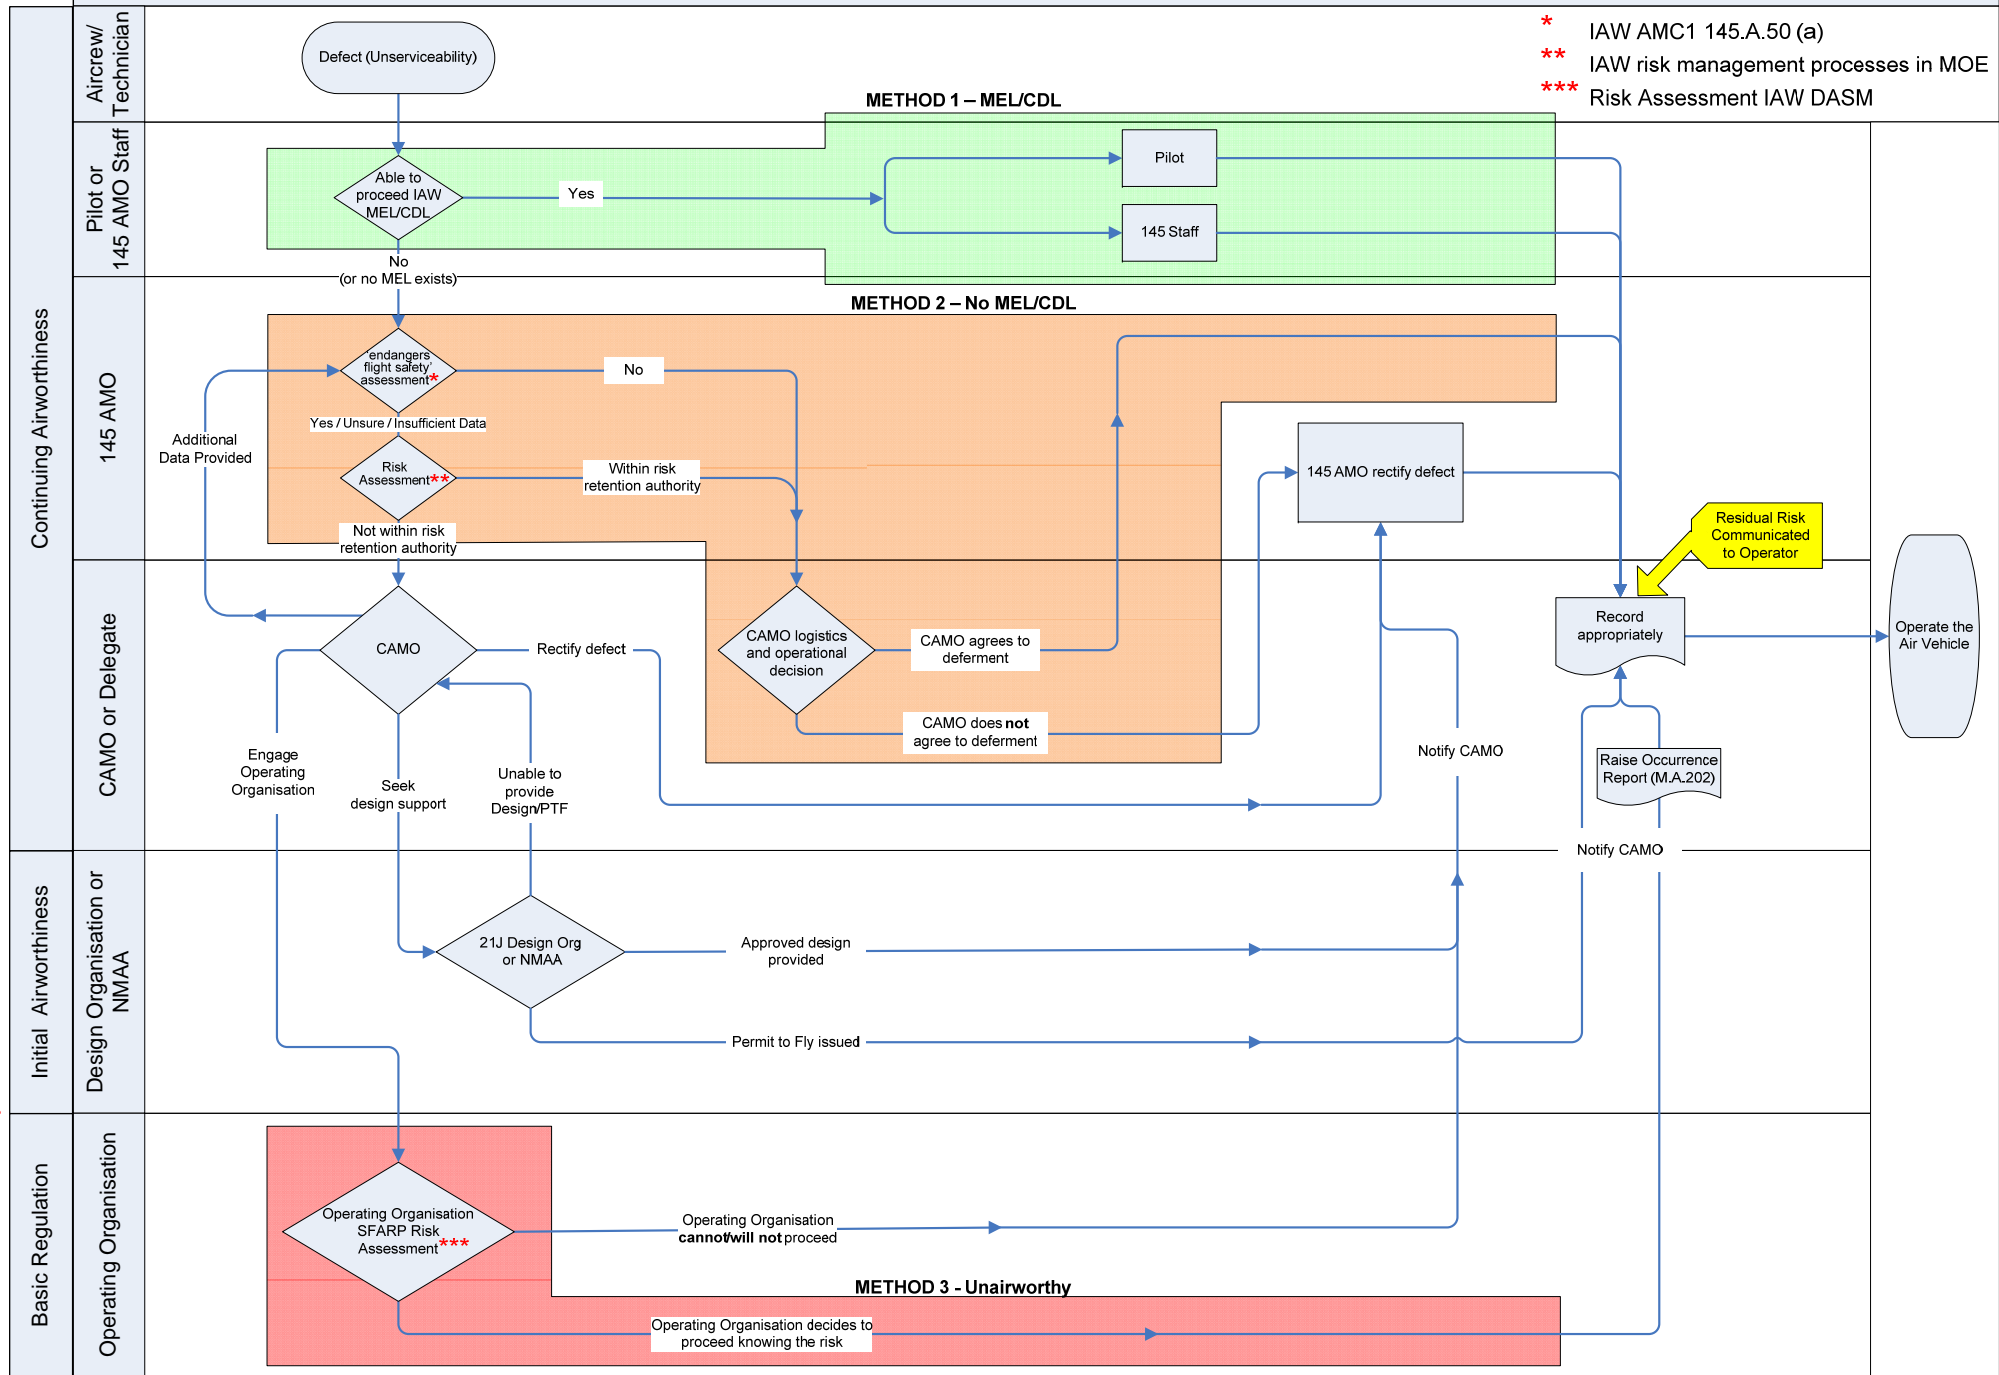 Aircrew/
Technician
Defect (Unserviceability)
* IAW AMC1 145.A.50 (a)
** IAW risk management processes in MOE
*** Risk Assessment IAW DASM
METHOD 1 – MEL/CDL
Pilot or
145 AMO Staff
Able to
proceed IAW
MEL/CDL
Yes
Pilot
145 Staff
No
(or no MEL exists)
Continuing Airworthiness
145 AMO
METHOD 2 – No MEL/CDL
'endangers
flight safety'
assessment*
No
Yes / Unsure / Insufficient Data
Additional
Data Provided
Risk
Assessment**
Within risk
retention authority
145 AMO rectify defect
Not within risk
retention authority
Residual Risk
Communicated
to Operator
CAMO or Delegate
CAMO
Rectify defect
CAMO logistics
and operational
decision
CAMO agrees to
deferment
CAMO does not
agree to deferment
Record
appropriately
Operate the
Air Vehicle
Engage
Operating
Organisation
Seek
design support
Unable to
provide
Design/PTF
Notify CAMO
Raise Occurrence
Report (M.A.202)
Notify CAMO
Initial Airworthiness
Design Organisation or
NMAA
21J Design Org
or NMAA
Approved design
provided
Permit to Fly issued
Basic Regulation
Operating Organisation
Operating Organisation
SFARP Risk
Assessment***
Operating Organisation
cannot/will not proceed
METHOD 3 - Unairworthy
Operating Organisation decides to
proceed knowing the risk